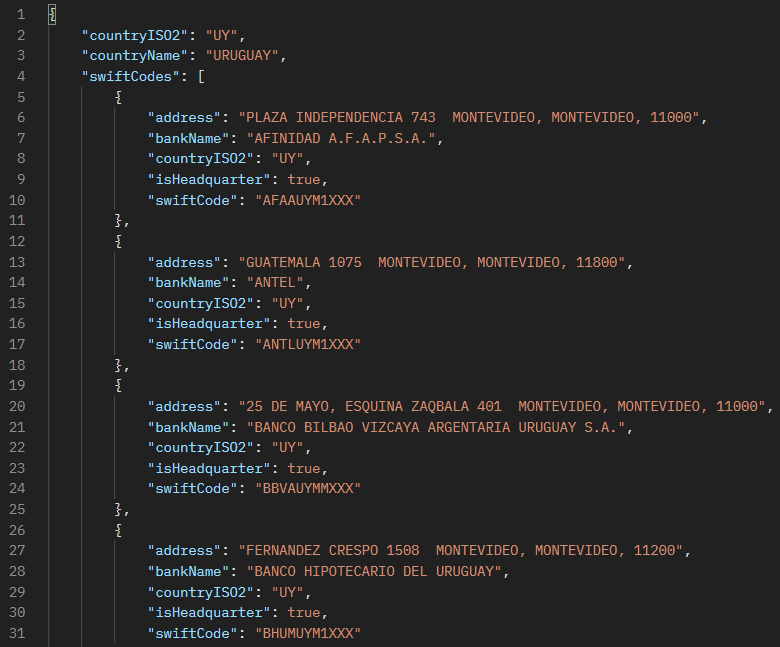 1 {
2 "countryISO2": "UY",
3 "countryName": "URUGUAY",
4 "swiftCodes": [
5 {
6 "address": "PLAZA INDEPENDENCIA 743  MONTEVIDEO, MONTEVIDEO, 11000",
7 "bankName": "AFINIDAD A.F.A.P.S.A.",
8 "countryISO2": "UY",
9 "isHeadquarter": true,
10 "swiftCode": "AFAAUYM1XXX"
11 },
12 {
13 "address": "GUATEMALA 1075  MONTEVIDEO, MONTEVIDEO, 11800",
14 "bankName": "ANTEL",
15 "countryISO2": "UY",
16 "isHeadquarter": true,
17 "swiftCode": "ANTLUYM1XXX"
18 },
19 {
20 "address": "25 DE MAYO, ESQUINA ZAQBALA 401  MONTEVIDEO, MONTEVIDEO, 11000",
21 "bankName": "BANCO BILBAO VIZCAYA ARGENTARIA URUGUAY S.A.",
22 "countryISO2": "UY",
23 "isHeadquarter": true,
24 "swiftCode": "BBVAUYMMXXX"
25 },
26 {
27 "address": "FERNANDEZ CRESPO 1508  MONTEVIDEO, MONTEVIDEO, 11200",
28 "bankName": "BANCO HIPOTECARIO DEL URUGUAY",
29 "countryISO2": "UY",
30 "isHeadquarter": true,
31 "swiftCode": "BHUMUYM1XXX"